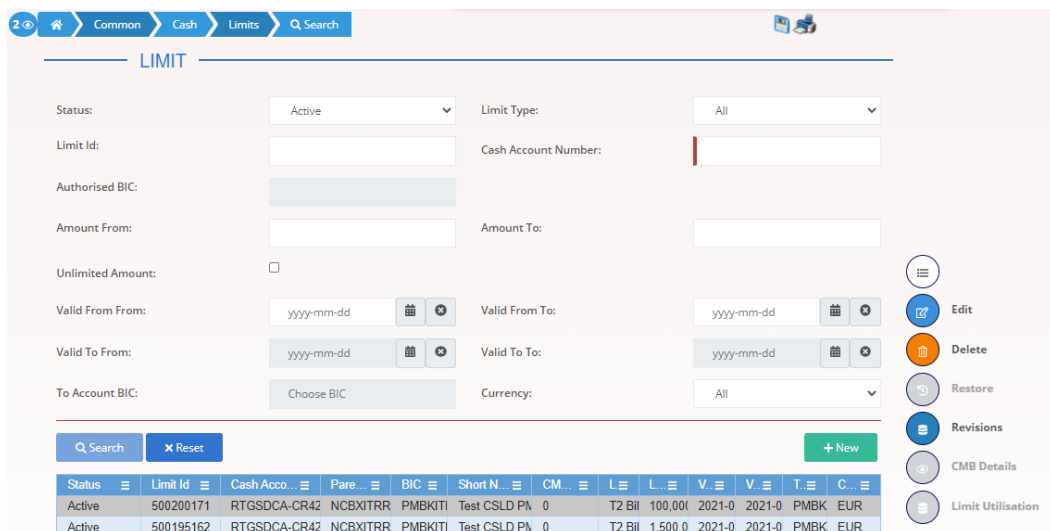 2 Common Cash Limits Search
LIMIT
Status: Active Limit Type: All
Limit Id: Cash Account Number:
Authorised BIC:
Amount From: Amount To:
Unlimited Amount:
Valid From From: yyyy-mm-dd Valid From To: yyyy-mm-dd
Edit
Valid To From: yyyy-mm-dd Valid To To: yyyy-mm-dd
Delete
To Account BIC: Choose BIC Currency: All
Restore
Revisions
Search Reset New
CMB Details
Status Limit Id Cash Acco... Pare... BIC Short N... CM... L L... V.. V... T.. C...
Active 500200171 RTGSDCA-CR42 NCBXITRR PMBKITI Test CSLD PM 0 T2 Bil 100,000 2021-0 2021-0 PMBK EUR
Limit Utilisation
Active 500195162 RTGSDCA-CR42 NCBXITRR PMBKITI Test CSLD PM 0 T2 Bil 1,500.0 2021-0 2021-0 PMBK EUR